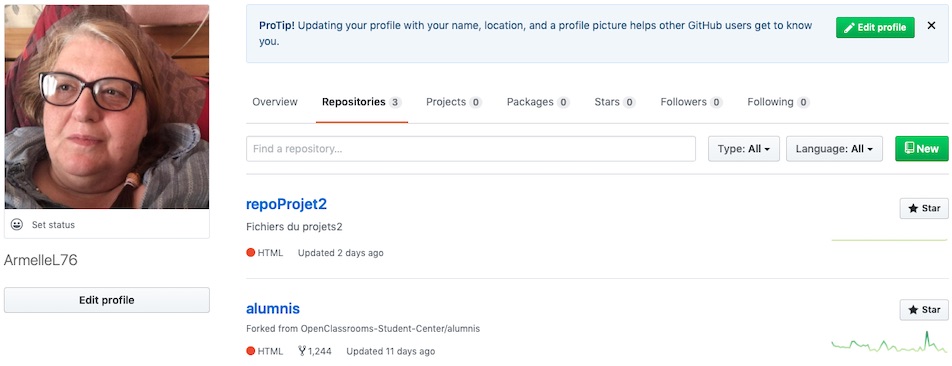 ProTip! Updating your profile with your name, location, and a profile picture helps other GitHub users get to know
you.
Edit profile
Overview Repositories 3 Projects 0 Packages 0 Stars 0 Followers 0 Following 0
Find a repository...
Type: All
Language: All
New
Set status
ArmelleL76
Edit profile
repoProjet2
Star
Fichiers du projets2
HTML Updated 2 days ago
alumnis
Star
Forked from OpenClassrooms-Student-Center/alumnis
HTML 1,244 Updated 11 days ago